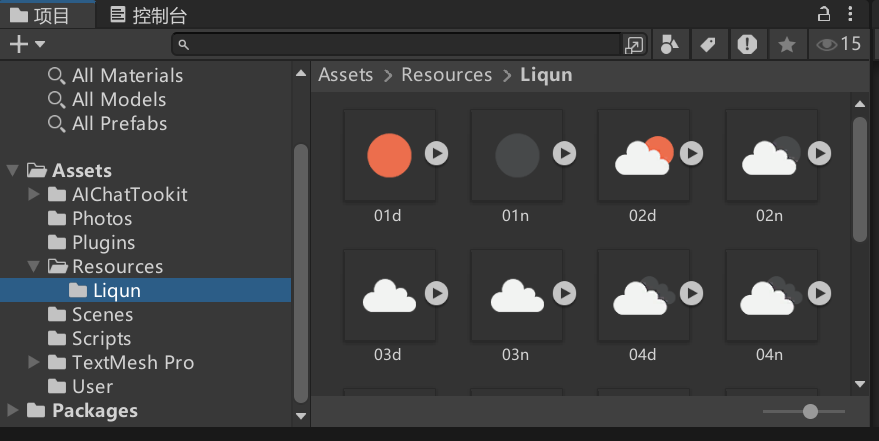 项目 控制台
15
All Materials
All Models
All Prefabs
Assets
AIChatTookit
Photos
Plugins
Resources
Liqun
Scenes
Scripts
TextMesh Pro
User
Packages
Assets > Resources > Liqun
01d 01n 02d 02n
03d 03n 04d 04n